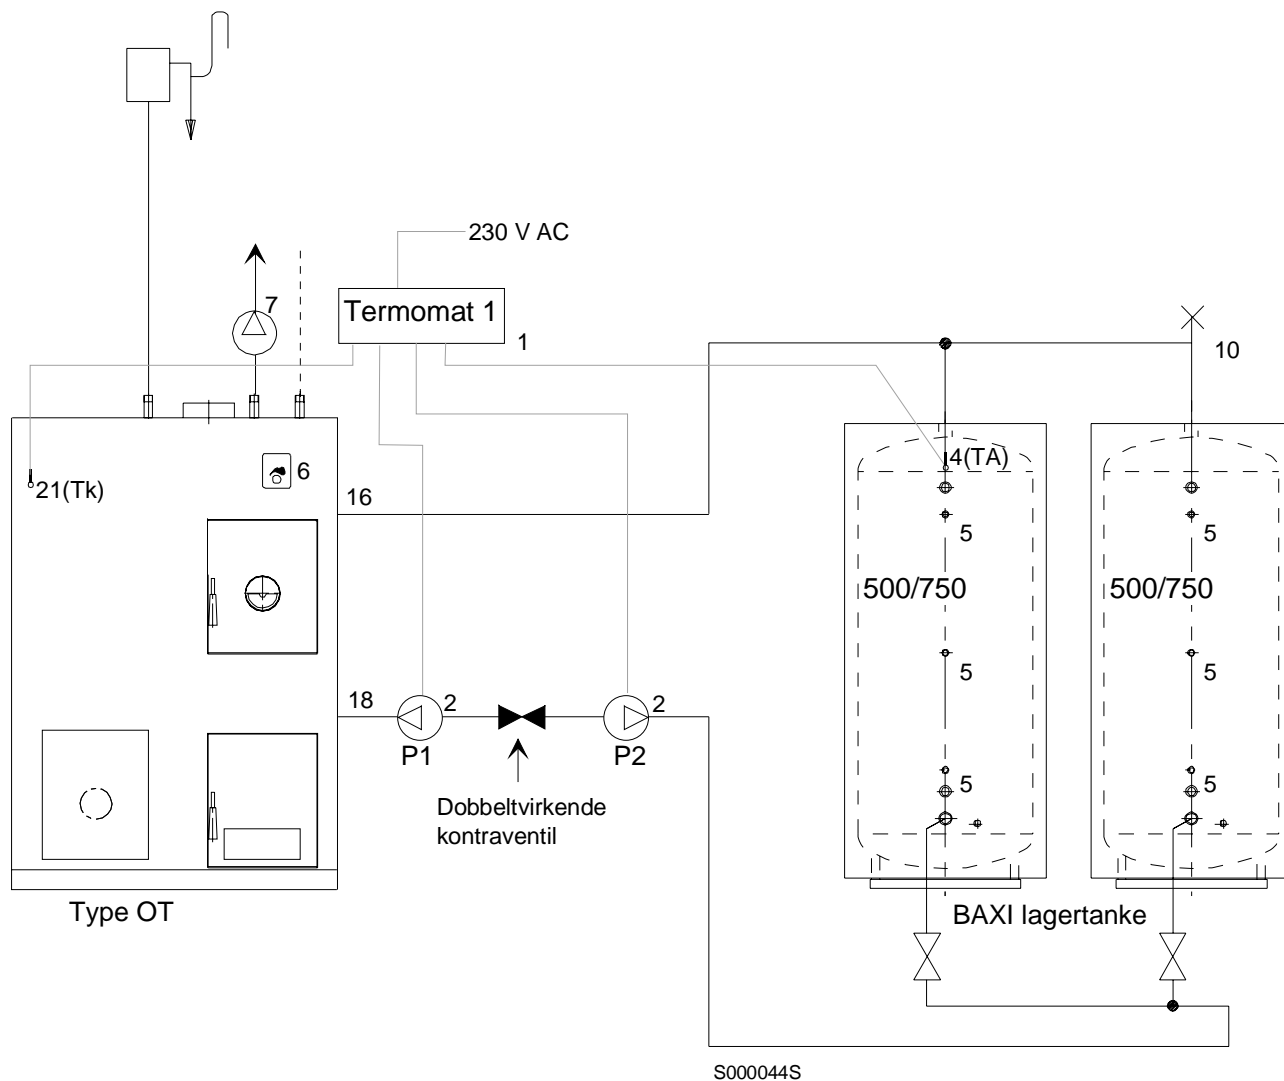 230 V AC
7
Termomat 1
1
10
4(TA)
6
21(Tk)
16
5
5
500/750
500/750
5
5
18
2
2
P1
P2
5
5
Dobbeltvirkende
kontraventil
Type OT
BAXI lagertanke
S000044S